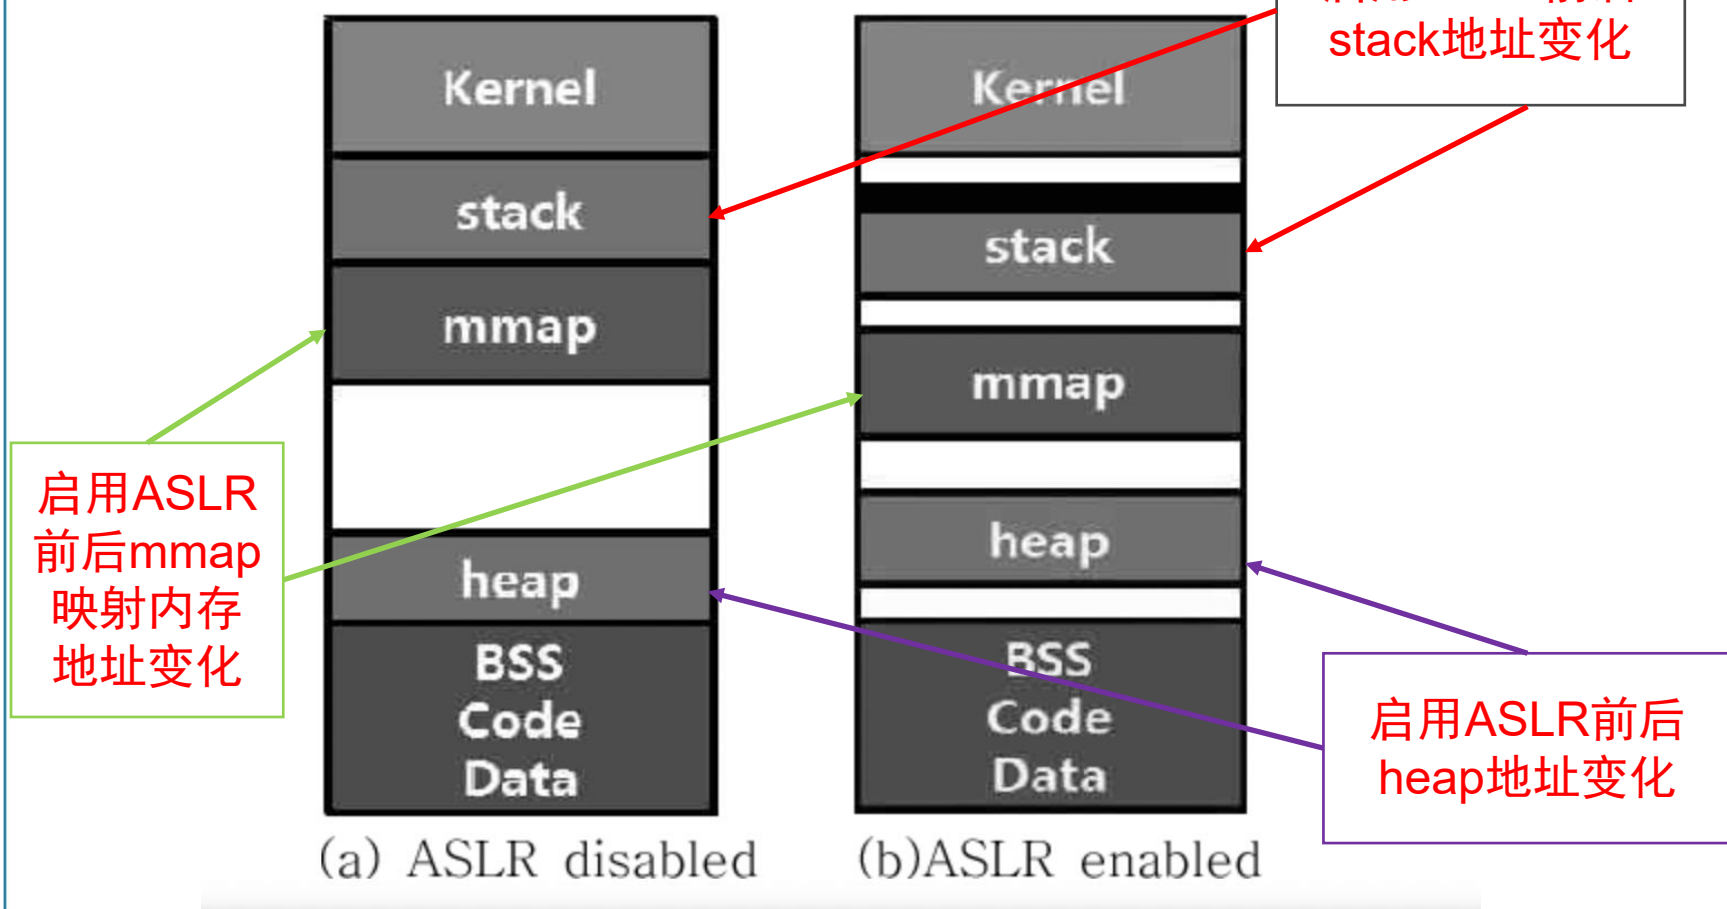 stack地址变化
Kernel
stack
mmap
heap
BSS
Code
Data
(a) ASLR disabled
Kernel
stack
mmap
heap
BSS
Code
Data
(b)ASLR enabled
启用ASLR
前后mmap
映射内存
地址变化
启用ASLR前后
heap地址变化